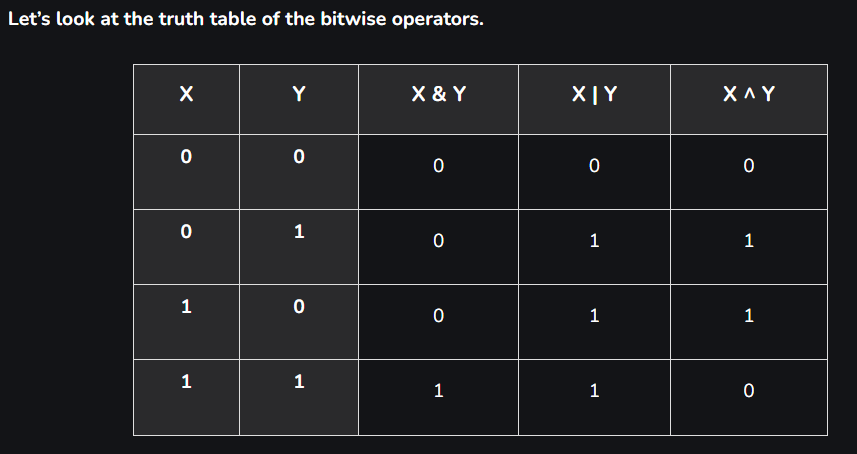 Let’s look at the truth table of the bitwise operators.
X Y X & Y X | Y X ^ Y
0 0 0 0 0
0 1 0 1 1
1 0 0 1 1
1 1 1 1 0